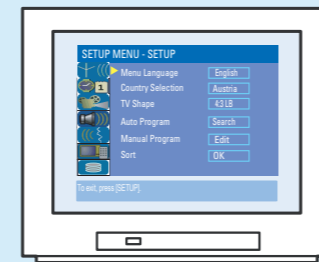 SETUP MENU - SETUP
Menu Language English
Country Selection Austria
TV Shape 4:3 LB
Auto Program Search
Manual Program Edit
Sort OK
1
To exit, press [SETUP]